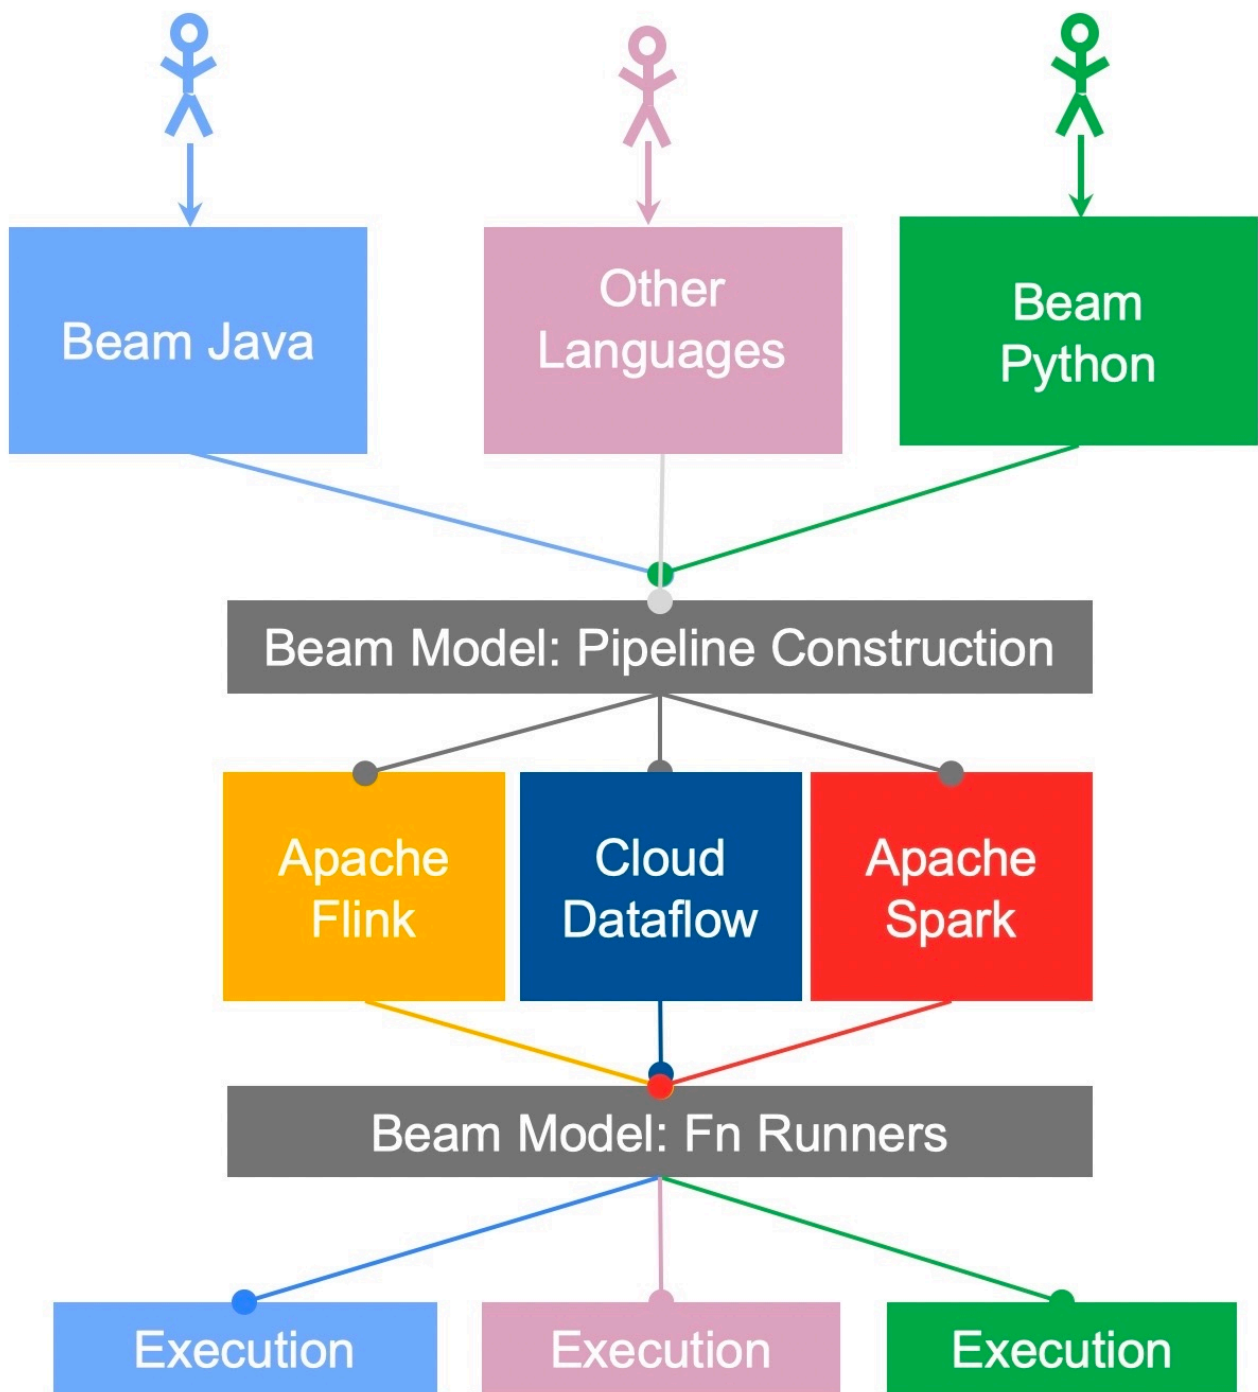 Beam Java
Other
Languages
Beam
Python
Beam Model: Pipeline Construction
Apache
Flink
Cloud
Dataflow
Apache
Spark
Beam Model: Fn Runners
Execution
Execution
Execution